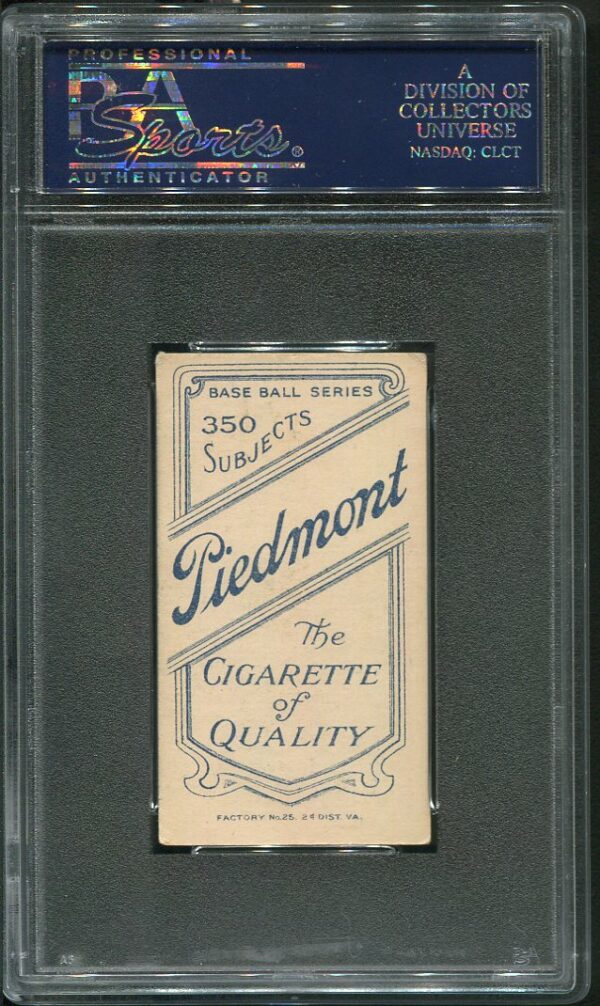 PROFESSIONAL
PSA
Sports®
AUTHENTICATOR
A
DIVISION OF
COLLECTORS
UNIVERSE
NASDAQ: CLCT
BASE BALL SERIES
350
SUBJECTS
Piedmont
The
CIGARETTE
of
QUALITY
FACTORY No.25. 2d DIST. VA.